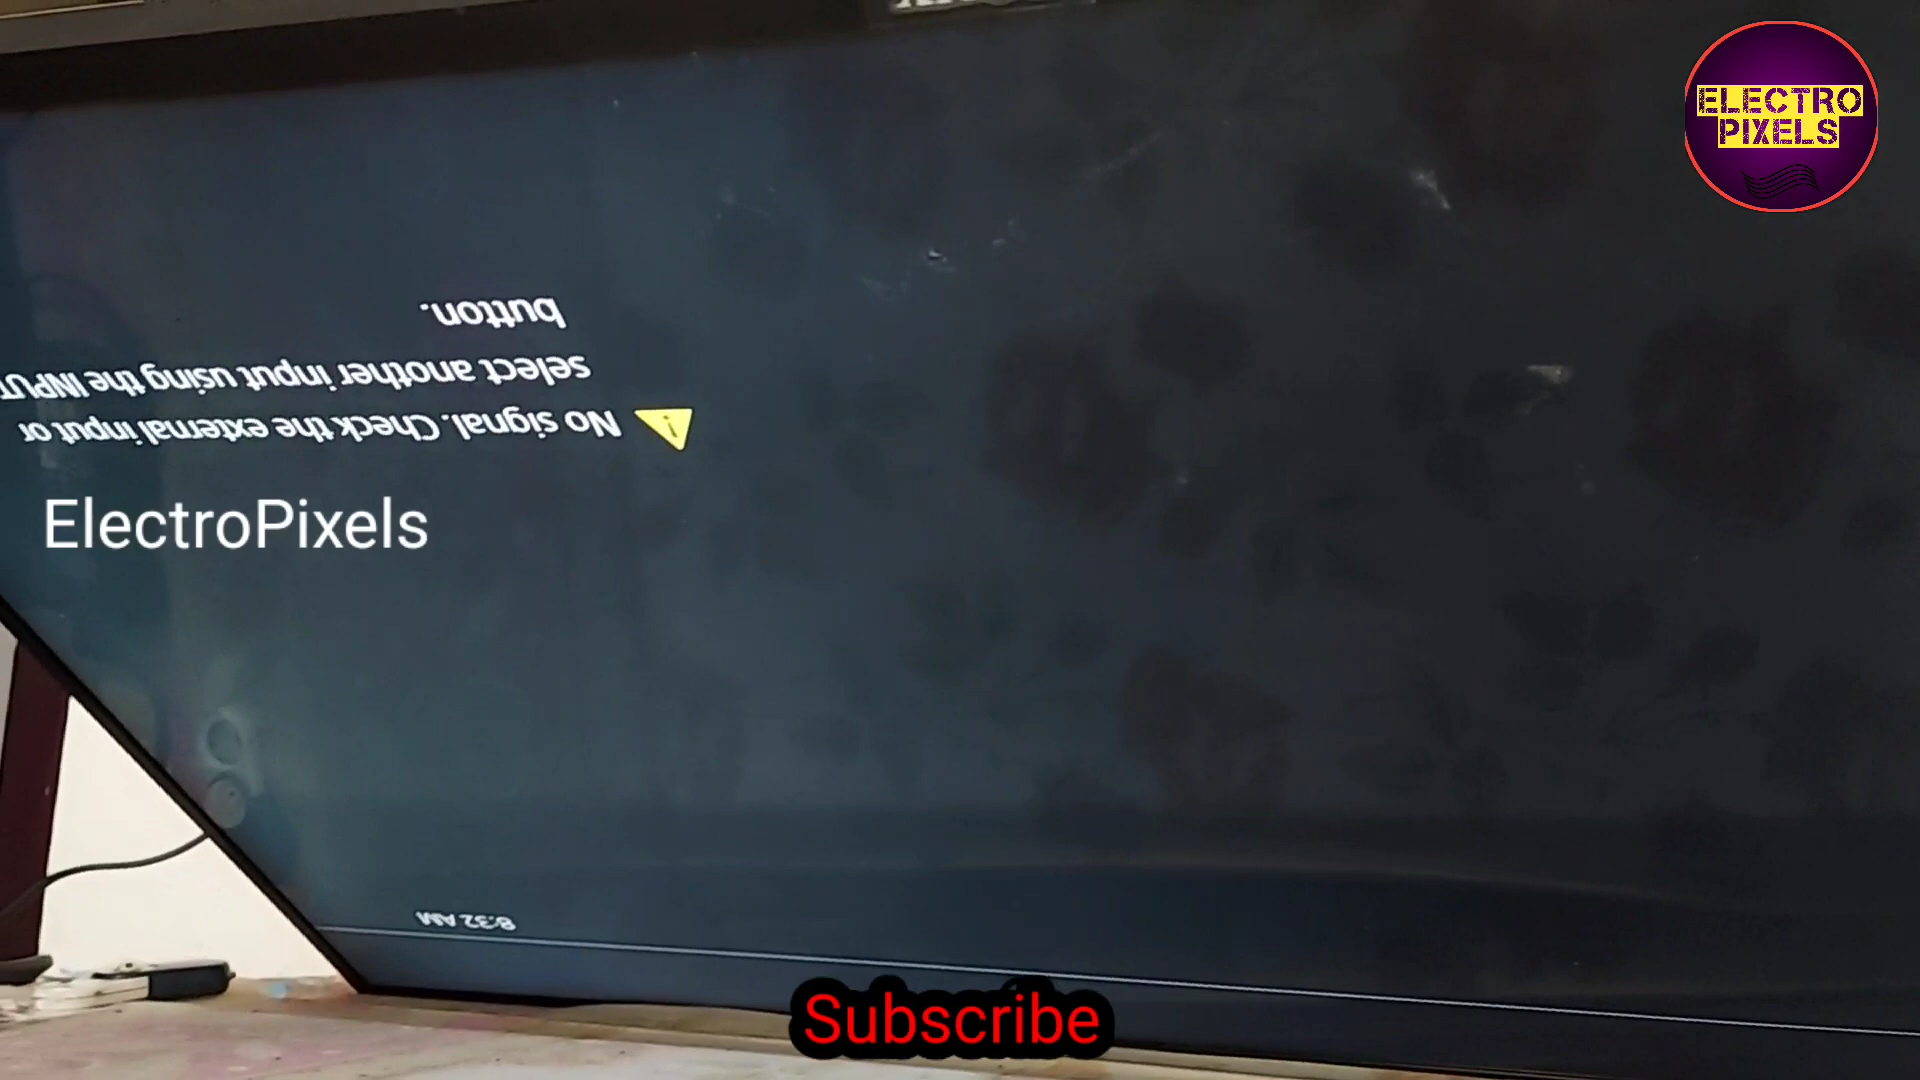 ELECTRO
PIXELS
No signal. Check the external input or
select another input using the INPUT
button.
ElectroPixels
8:32 AM
Subscribe